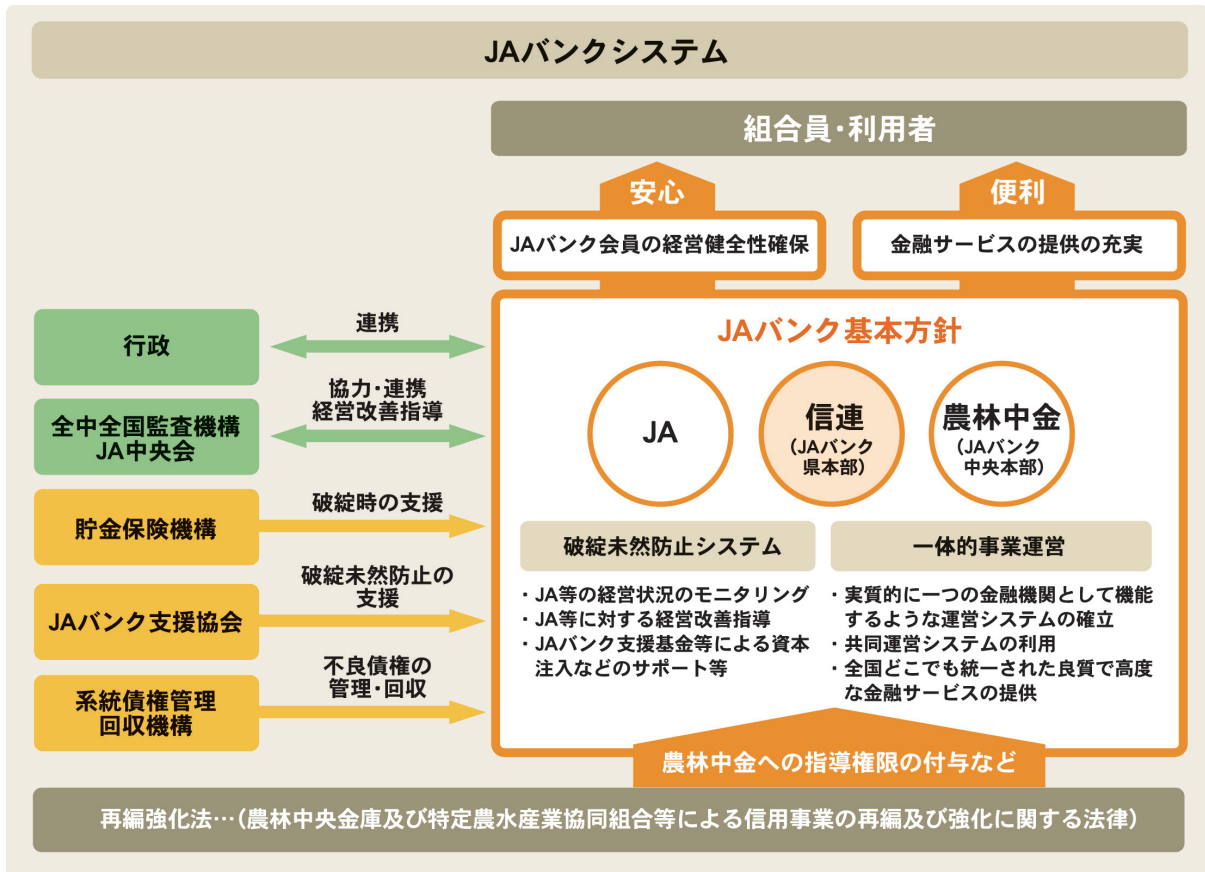 JAバンクシステム
組合員・利用者
安心
便利
JAバンク会員の経営健全性確保
金融サービスの提供の充実
行政
連携
全中全国監査機構
JA中央会
協力・連携
経営改善指導
貯金保険機構
破綻時の支援
JAバンク支援協会
破綻未然防止の
支援
系統債権管理
回収機構
不良債権の
管理・回収
JAバンク基本方針
JA
信連
（JAバンク
県本部）
農林中金
（JAバンク
中央本部）
破綻未然防止システム
・JA等の経営状況のモニタリング
・JA等に対する経営改善指導
・JAバンク支援基金等による資本
注入などのサポート等
一体的事業運営
・実質的に一つの金融機関として機能
するような運営システムの確立
・共同運営システムの利用
・全国どこでも統一された良質で高度
な金融サービスの提供
農林中金への指導権限の付与など
再編強化法…（農林中央金庫及び特定農水産業協同組合等による信用事業の再編及び強化に関する法律）